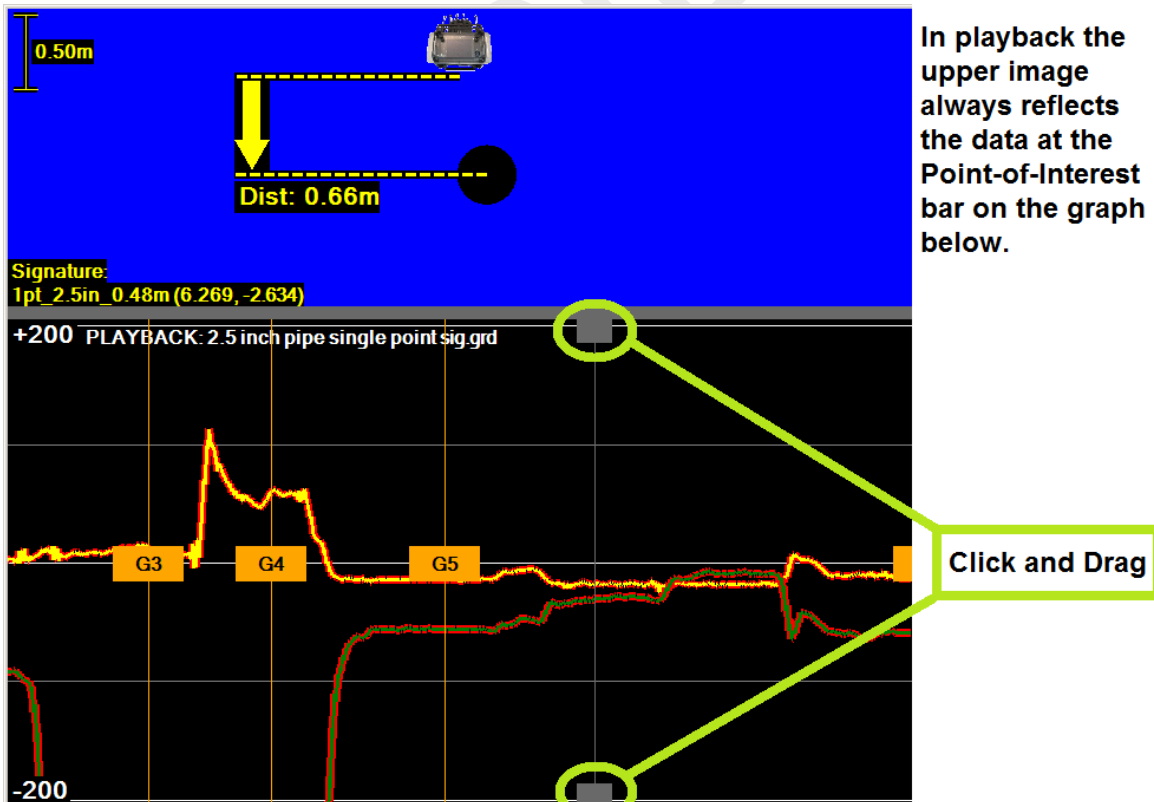 0.50m
Dist: 0.66m
Signature:
1pt_2.5in_0.48m (6.269, -2.634)
In playback the
upper image
always reflects
the data at the
Point-of-Interest
bar on the graph
below.
+200 PLAYBACK: 2.5 inch pipe single point sig.grd
G3 G4 G5
Click and Drag
-200